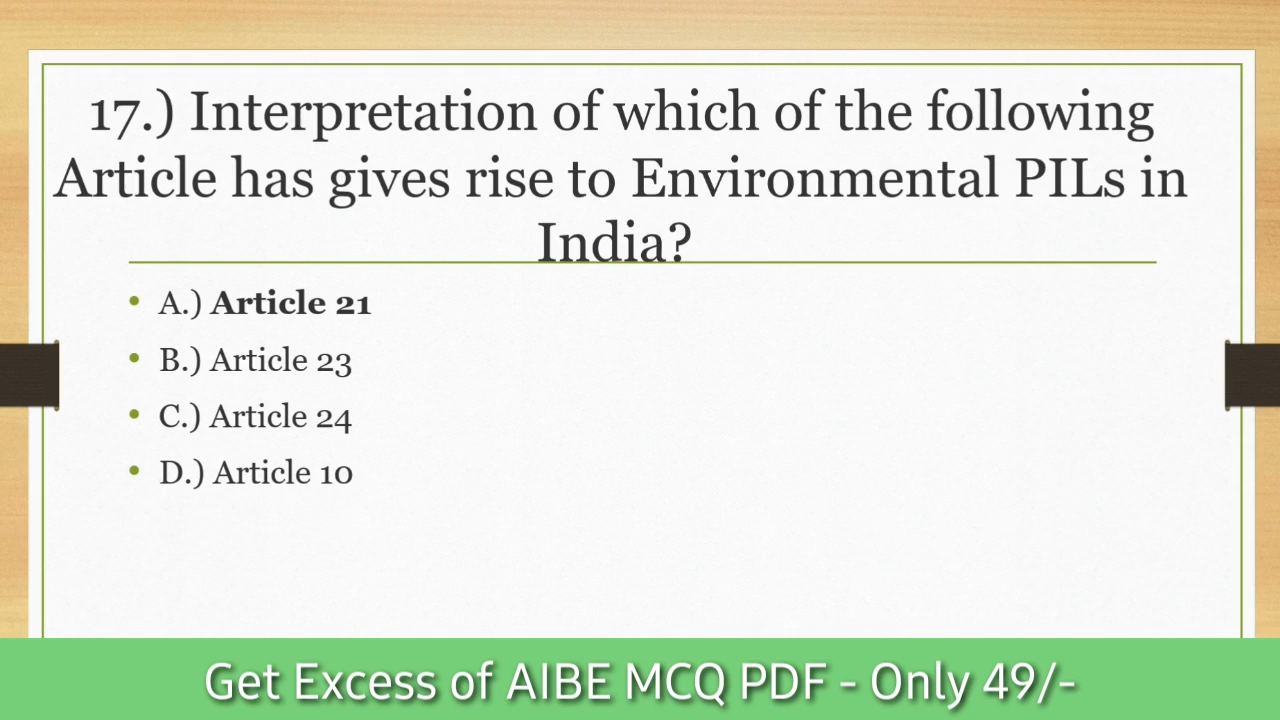 17.) Interpretation of which of the following
Article has gives rise to Environmental PILs in
India?
• A.) Article 21
• B.) Article 23
• C.) Article 24
• D.) Article 10
Get Excess of AIBE MCQ PDF - Only 49/-